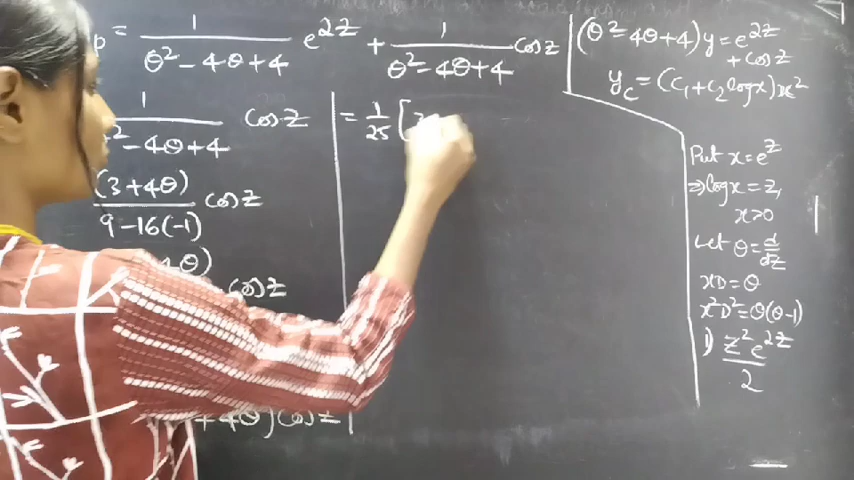 p = 1/(θ²-4θ+4) e^{2z} + 1/(θ²-4θ+4) cos z
1/(θ²-4θ+4) cos z
(3+4θ)/(9-16(-1)) cos z
4θ) cos z
+4θ) cos z
= 1/25 [3
(θ²-4θ+4)y = e^{2z} + cos z
y_c = (c₁+c₂ log x)x²
Put x = e^z
⇒ log x = z,
x>0
Let θ = d/dz
xD = θ
x²D² = θ(θ-1)
1) z² e^{2z}/2